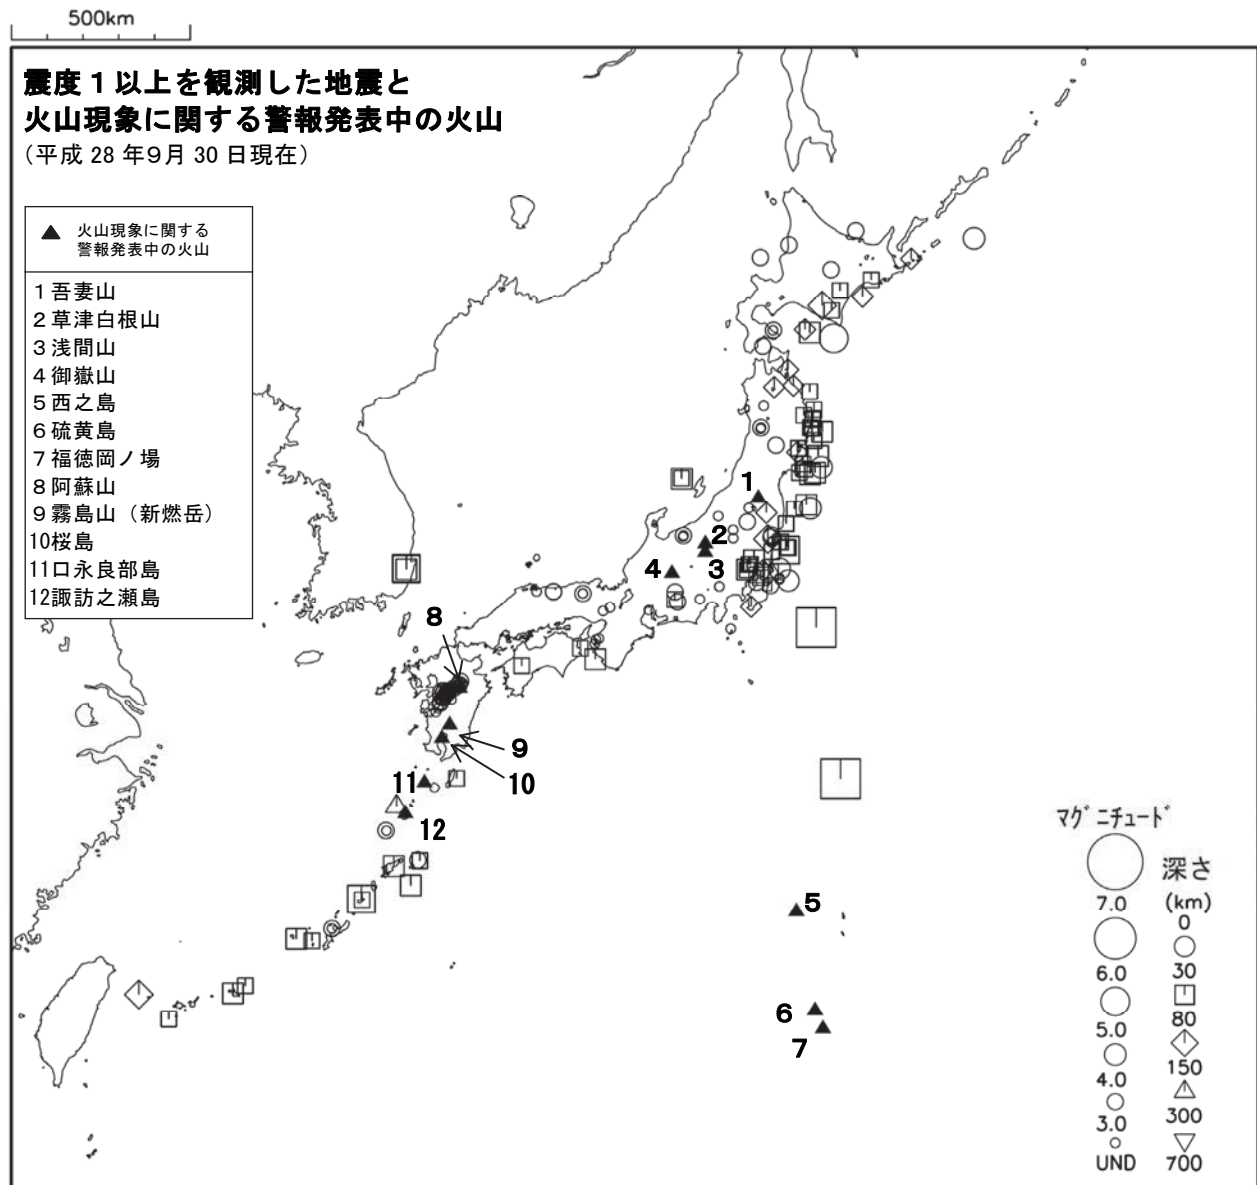 500km
震度１以上を観測した地震と
火山現象に関する警報発表中の火山
（平成 28 年９月 30 日現在）
▲ 火山現象に関する
警報発表中の火山
１吾妻山
２草津白根山
３浅間山
４御嶽山
５西之島
６硫黄島
７福徳岡ノ場
８阿蘇山
９霧島山（新燃岳）
10桜島
11口永良部島
12諏訪之瀬島
1
2
3
4
8
9
10
11
12
5
6
7
マグニチュード
7.0
6.0
5.0
4.0
3.0
UND
深さ
(km)
0
30
80
150
300
700